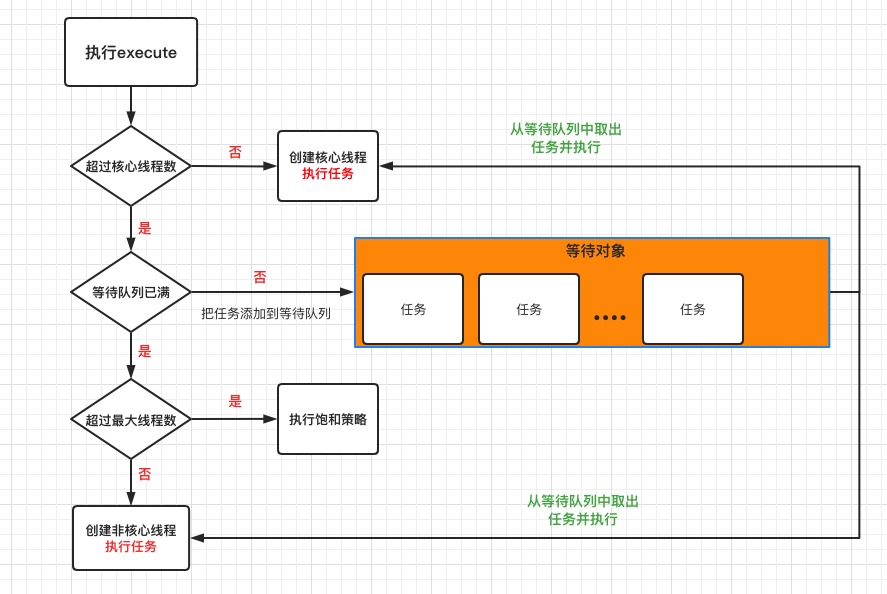 执行execute
超过核心线程数
否
创建核心线程
执行任务
从等待队列中取出
任务并执行
是
等待队列已满
否
把任务添加到等待队列
等待对象
任务
任务
••••
任务
是
超过最大线程数
是
执行饱和策略
否
创建非核心线程
执行任务
从等待队列中取出
任务并执行